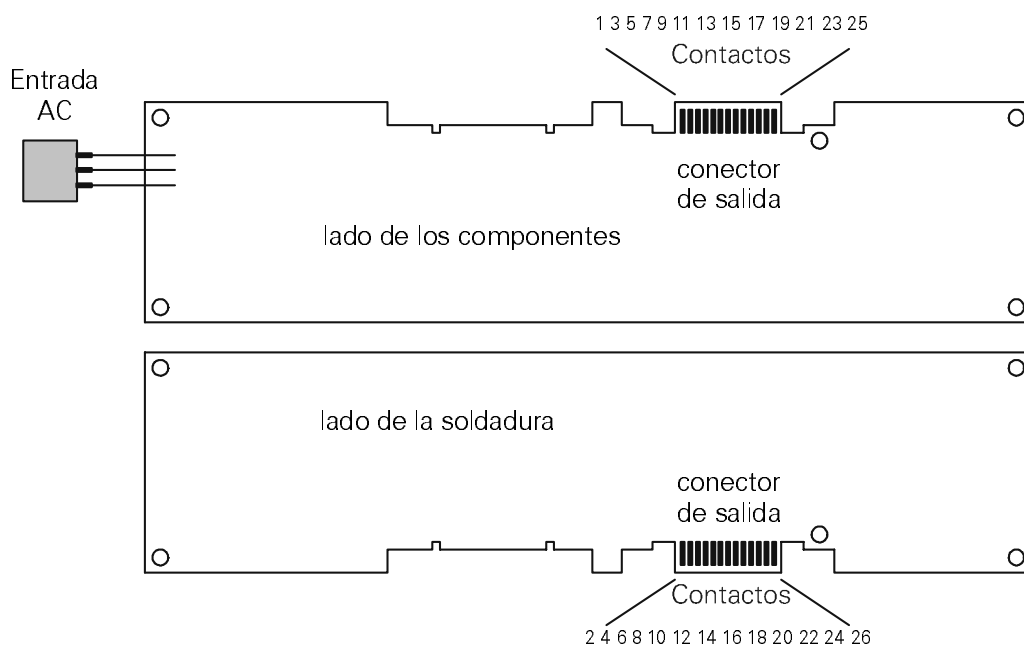 1 3 5 7 9 11 13 15 17 19 21 23 25
Contactos
Entrada
AC
conector
de salida
lado de los componentes
lado de la soldadura
conector
de salida
Contactos
2 4 6 8 10 12 14 16 18 20 22 24 26